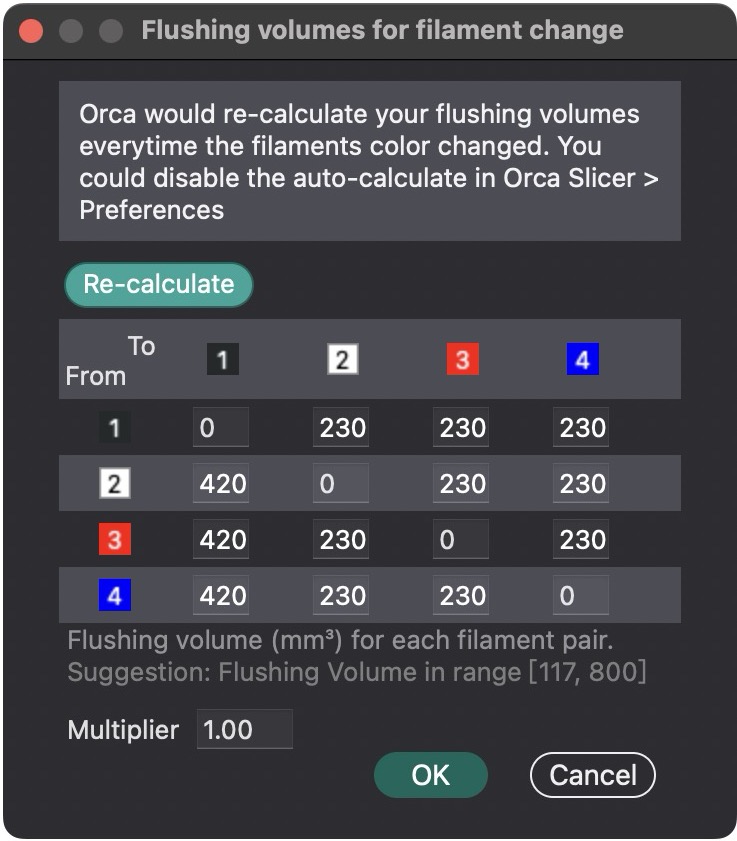 Flushing volumes for filament change
Orca would re-calculate your flushing volumes
everytime the filaments color changed. You
could disable the auto-calculate in Orca Slicer >
Preferences
Re-calculate
To
From 1 2 3 4
1 0 230 230 230
2 420 0 230 230
3 420 230 0 230
4 420 230 230 0
Flushing volume (mm³) for each filament pair.
Suggestion: Flushing Volume in range [117, 800]
Multiplier 1.00
OK Cancel